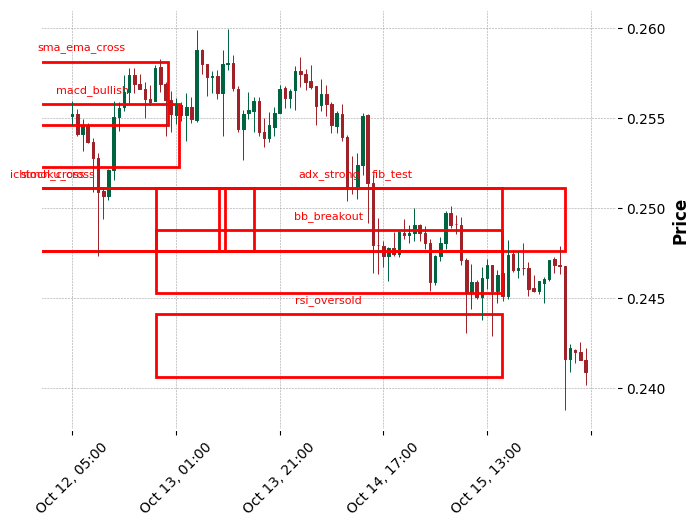 0.260
sma_ema_cross
macd_bullish
0.255
adx_strong
fib_test
0.250
bb_breakout
0.245
rsi_oversold
0.240
Price
Oct 12, 05:00
Oct 13, 01:00
Oct 13, 21:00
Oct 14, 17:00
Oct 15, 13:00